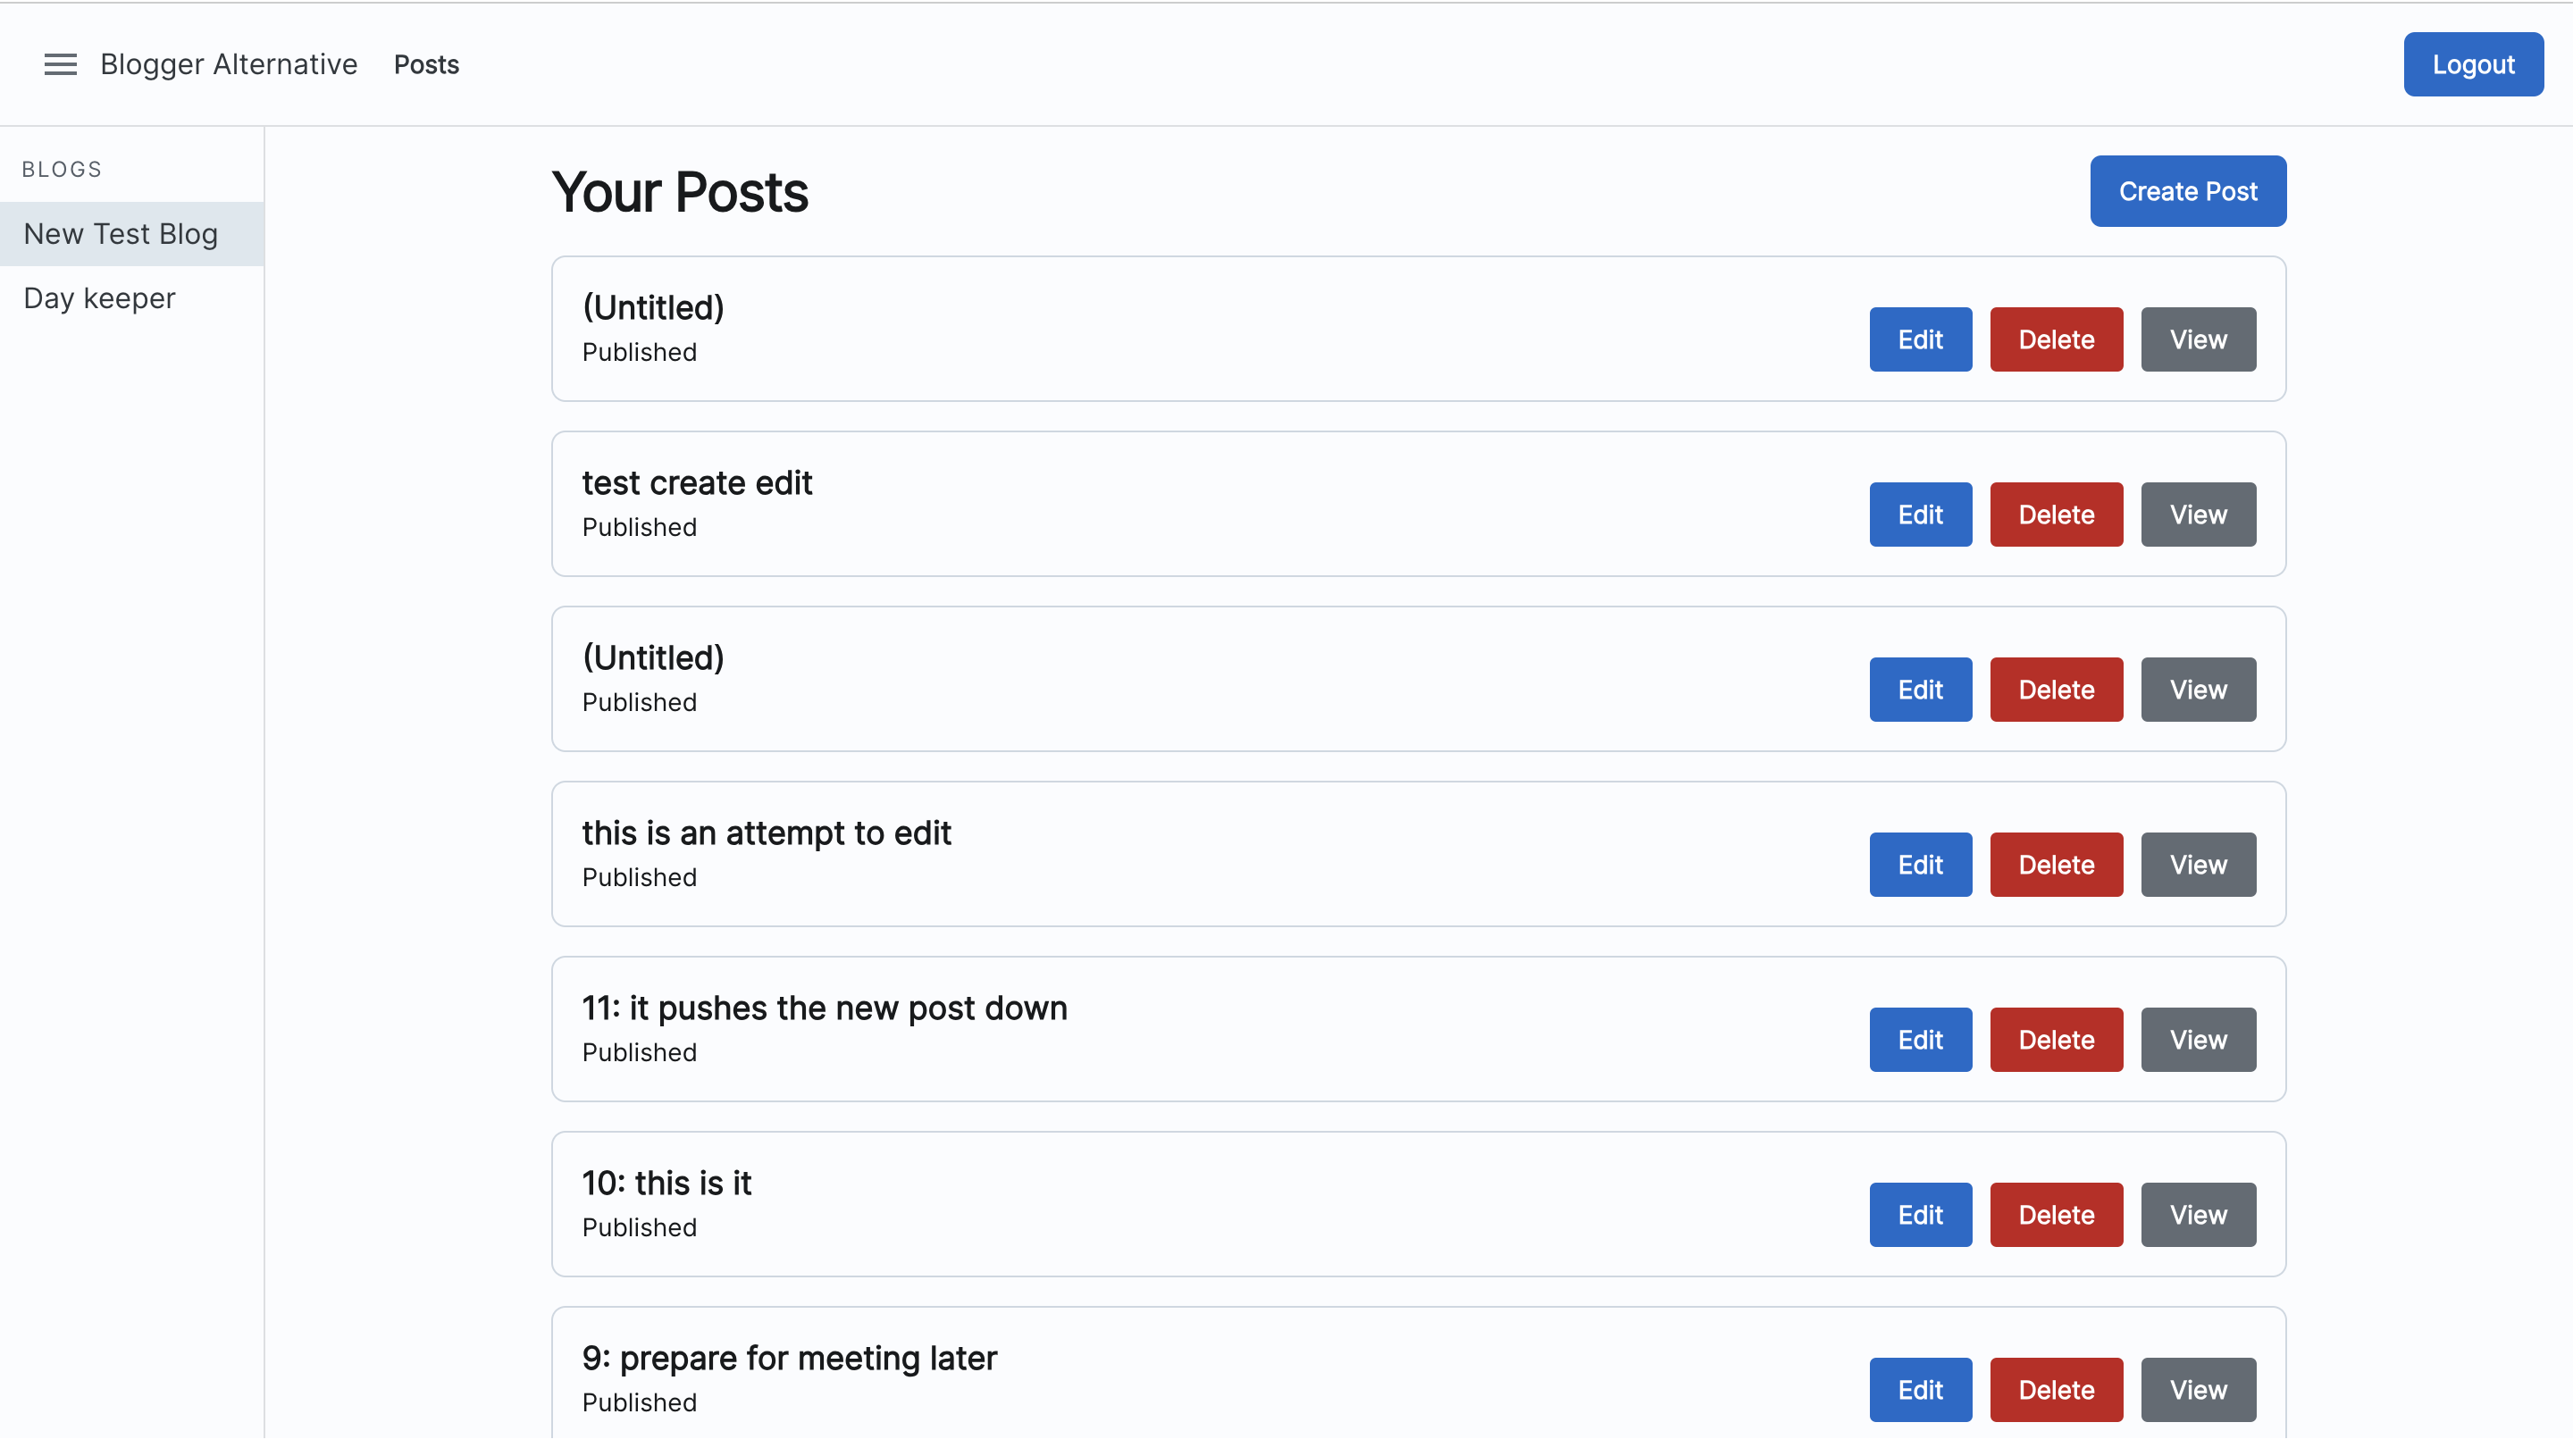 Blogger Alternative Posts Logout
BLOGS
New Test Blog
Day keeper
Your Posts Create Post
(Untitled)
Published
Edit Delete View
test create edit
Published
Edit Delete View
(Untitled)
Published
Edit Delete View
this is an attempt to edit
Published
Edit Delete View
11: it pushes the new post down
Published
Edit Delete View
10: this is it
Published
Edit Delete View
9: prepare for meeting later
Published
Edit Delete View